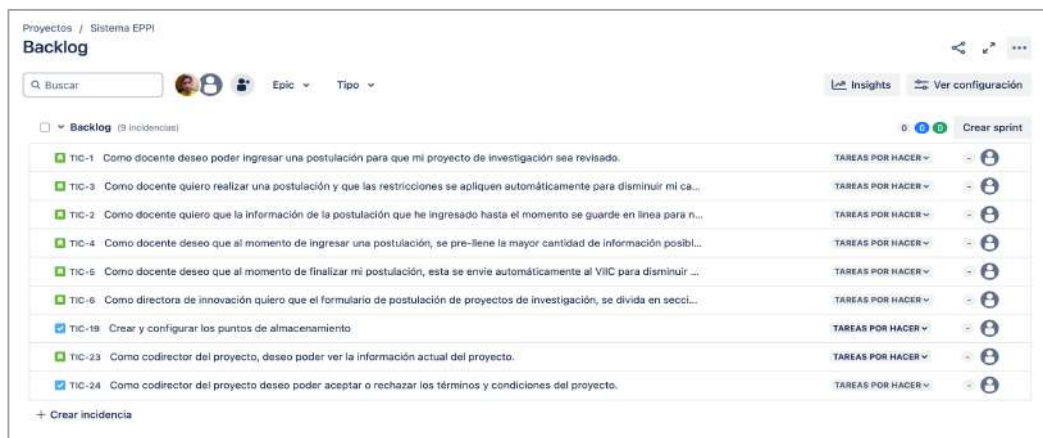 Proyectos / Sistema EPPI
Backlog
Buscar
Epic
Tipo
Insights
Ver configuración
Backlog (9 incidencias)
0 0 0
Crear sprint
TIC-1 Como docente deseo poder ingresar una postulación para que mi proyecto de investigación sea revisado. TAREAS POR HACER -
TIC-3 Como docente quiero realizar una postulación y que las restricciones se apliquen automáticamente para disminuir mi ca... TAREAS POR HACER -
TIC-2 Como docente quiero que la información de la postulación que he ingresado hasta el momento se guarde en linea para n... TAREAS POR HACER -
TIC-4 Como docente deseo que al momento de ingresar una postulación, se pre-llene la mayor cantidad de información posibl... TAREAS POR HACER -
TIC-5 Como docente deseo que al momento de finalizar mi postulación, esta se envie automáticamente al VIIC para disminuir ... TAREAS POR HACER -
TIC-6 Como directora de innovación quiero que el formulario de postulación de proyectos de investigación, se divida en secci... TAREAS POR HACER -
TIC-19 Crear y configurar los puntos de almacenamiento TAREAS POR HACER -
TIC-23 Como codirector del proyecto, deseo poder ver la información actual del proyecto. TAREAS POR HACER -
TIC-24 Como codirector del proyecto deseo poder aceptar o rechazar los términos y condiciones del proyecto. TAREAS POR HACER -
+ Crear incidencia